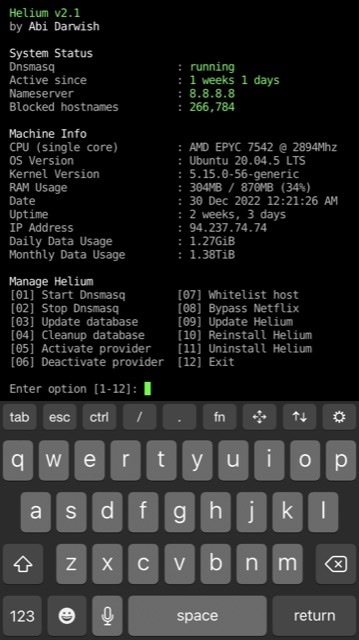 Helium v2.1
by Abi Darwish
System Status
Dnsmasq : running
Active since : 1 weeks 1 days
Nameserver : 8.8.8.8
Blocked hostnames : 266,784
Machine Info
CPU (single core) : AMD EPYC 7542 @ 2894Mhz
OS Version : Ubuntu 20.04.5 LTS
Kernel Version : 5.15.0-56-generic
RAM Usage : 304MB / 870MB (34%)
Date : 30 Dec 2022 12:21:26 AM
Uptime : 2 weeks, 3 days
IP Address : 94.237.74.74
Daily Data Usage : 1.27GiB
Monthly Data Usage : 1.38TiB
Manage Helium
[01] Start Dnsmasq [07] Whitelist host
[02] Stop Dnsmasq [08] Bypass Netflix
[03] Update database [09] Update Helium
[04] Cleanup database [10] Reinstall Helium
[05] Activate provider [11] Uninstall Helium
[06] Deactivate provider [12] Exit
Enter option [1-12]:
tab esc ctrl / . fn
q w e r t y u i o p
a s d f g h j k l
z x c v b n m
123 space return